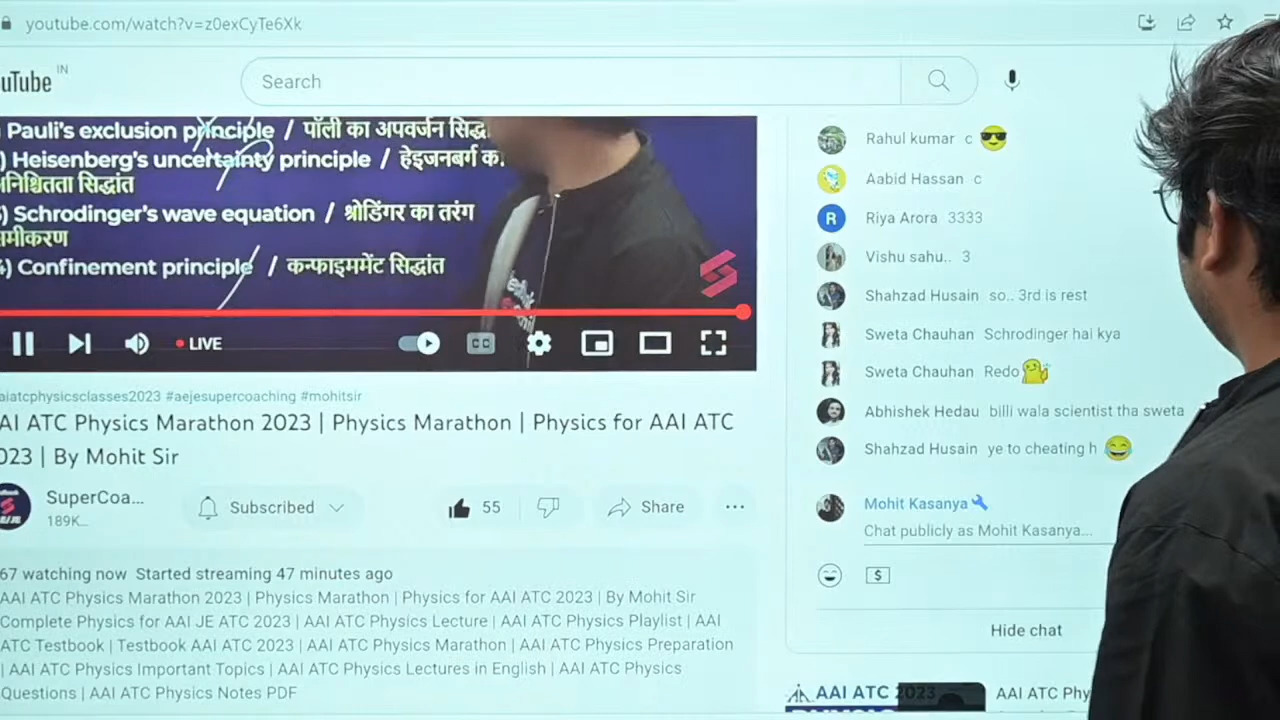 youtube.com/watch?v=z0exCyTe6Xk
uTube IN
Search
Pauli's exclusion principle / पॉली का अपवर्जन
) Heisenberg's uncertainty principle / हेइजनबर्ग
अनिश्चितता सिद्धांत
) Schrodinger's wave equation / श्रोडिंगर का तरंग
समीकरण
4) Confinement principle / कन्फाइममेंट सिद्धांत
LIVE
CC
aiatcphysicsclasses2023 #aejesupercoaching #mohitsir
AI ATC Physics Marathon 2023 | Physics Marathon | Physics for AAI ATC
023 | By Mohit Sir
SuperCoa...
189K...
Subscribed
55
Share
67 watching now Started streaming 47 minutes ago
AAI ATC Physics Marathon 2023 | Physics Marathon | Physics for AAI ATC 2023 | By Mohit Sir
Complete Physics for AAI JE ATC 2023 | AAI ATC Physics Lecture | AAI ATC Physics Playlist | AAI
ATC Testbook | Testbook AAI ATC 2023 | AAI ATC Physics Marathon | AAI ATC Physics Preparation
| AAI ATC Physics Important Topics | AAI ATC Physics Lectures in English | AAI ATC Physics
Questions | AAI ATC Physics Notes PDF
Rahul kumar c 😎
Aabid Hassan c
R
Riya Arora 3333
Vishu sahu.. 3
Shahzad Husain so.. 3rd is rest
Sweta Chauhan Schrodinger hai kya
Sweta Chauhan Redo
Abhishek Hedau billi wala scientist tha sweta
Shahzad Husain ye to cheating h 😂
Mohit Kasanya
Chat publicly as Mohit Kasanya...
$
Hide chat
AAI ATC 2023
AAI ATC Phy